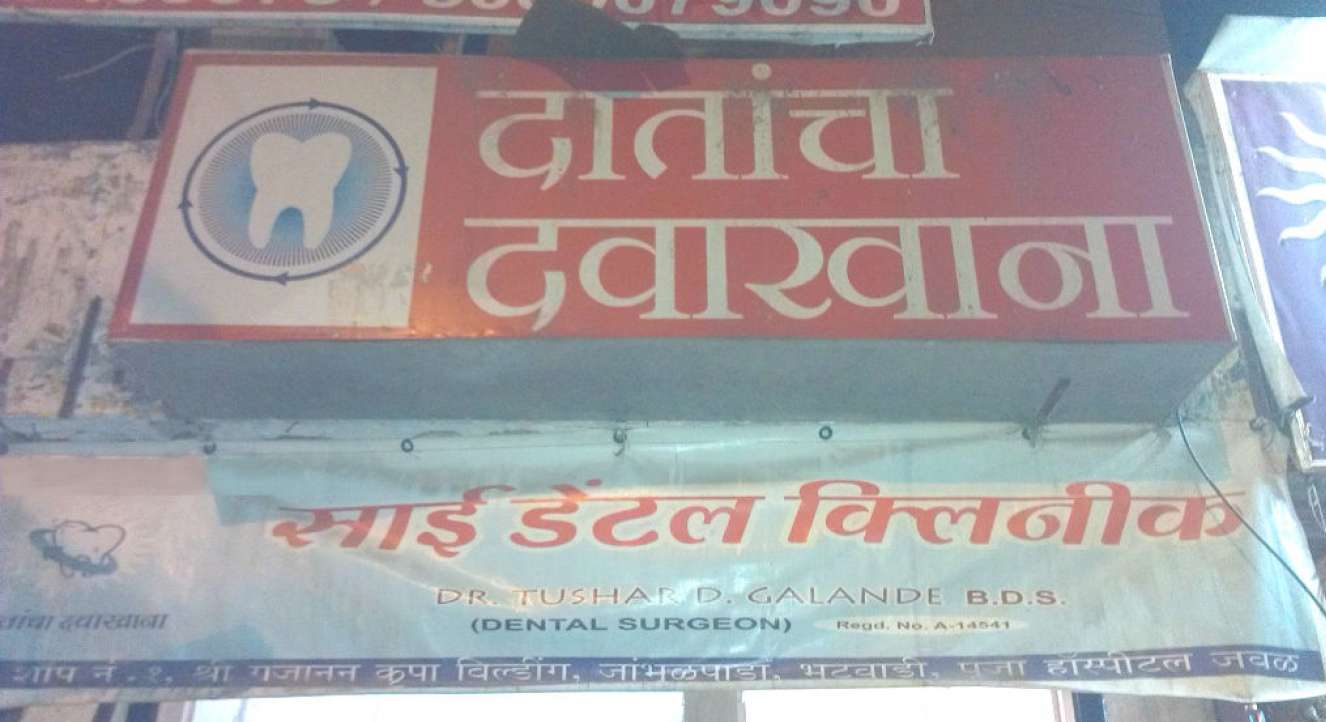 दातांचा
दवाखाना
साई डेंटल क्लिनीक
DR. TUSHAR D. GALANDE B.D.S.
(DENTAL SURGEON) Regd. No. A-14541
दवाखाना
शाप नं.१, श्री गजानन कृपा बिल्डींग, जांभळपाडा, भटवाडी, पुजा हॉस्पीटल जवळ